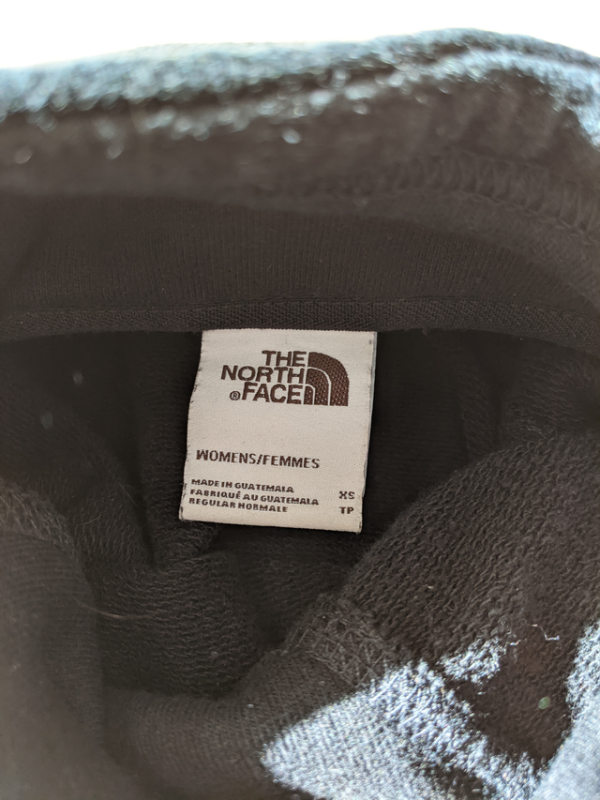 THE
NORTH
®FACE
WOMENS/FEMMES
MADE IN GUATEMALA
FABRIQUÉ AU GUATEMALA XS
REGULAR NORMALE TP